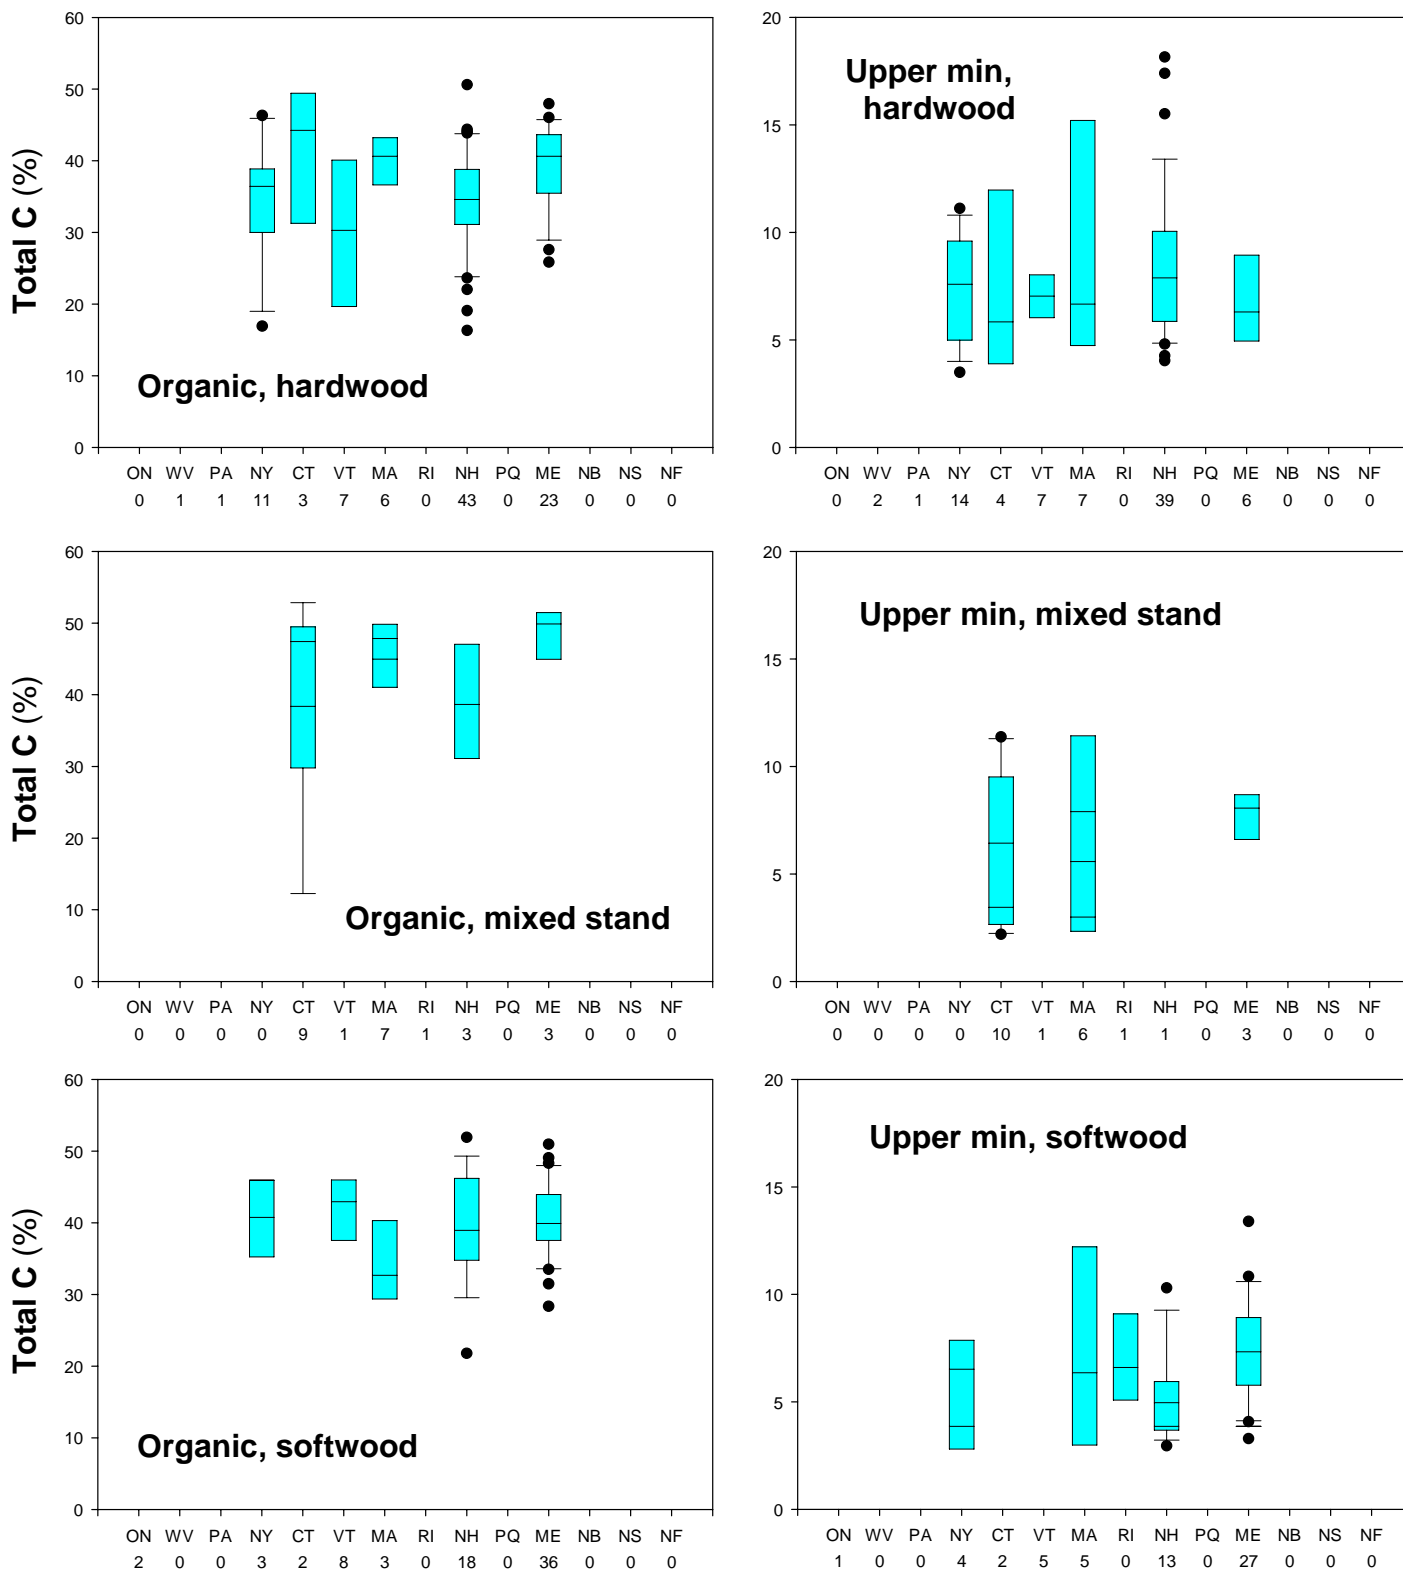 60
50
40
30
20
10
0
Total C (%)
Organic, hardwood
ON WV PA NY CT VT MA RI NH PQ ME NB NS NF
0 1 1 11 3 7 6 0 43 0 23 0 0 0
20
15
10
5
0
Upper min,
hardwood
ON WV PA NY CT VT MA RI NH PQ ME NB NS NF
0 2 1 14 4 7 7 0 39 0 6 0 0 0
60
50
40
30
20
10
0
Total C (%)
Organic, mixed stand
ON WV PA NY CT VT MA RI NH PQ ME NB NS NF
0 0 0 0 9 1 7 1 3 0 3 0 0 0
20
15
10
5
0
Upper min, mixed stand
ON WV PA NY CT VT MA RI NH PQ ME NB NS NF
0 0 0 0 10 1 6 1 1 0 3 0 0 0
60
50
40
30
20
10
0
Total C (%)
Organic, softwood
ON WV PA NY CT VT MA RI NH PQ ME NB NS NF
2 0 0 3 2 8 3 0 18 0 36 0 0 0
20
15
10
5
0
Upper min, softwood
ON WV PA NY CT VT MA RI NH PQ ME NB NS NF
1 0 0 4 2 5 5 0 13 0 27 0 0 0